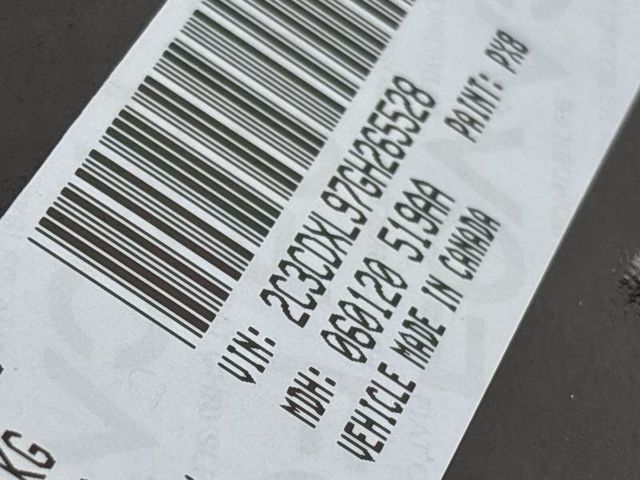 VIN: 2C3CDXL97GH265528
MDH: 060120 519AA PAINT: PX8
VEHICLE MADE IN CANADA
KG